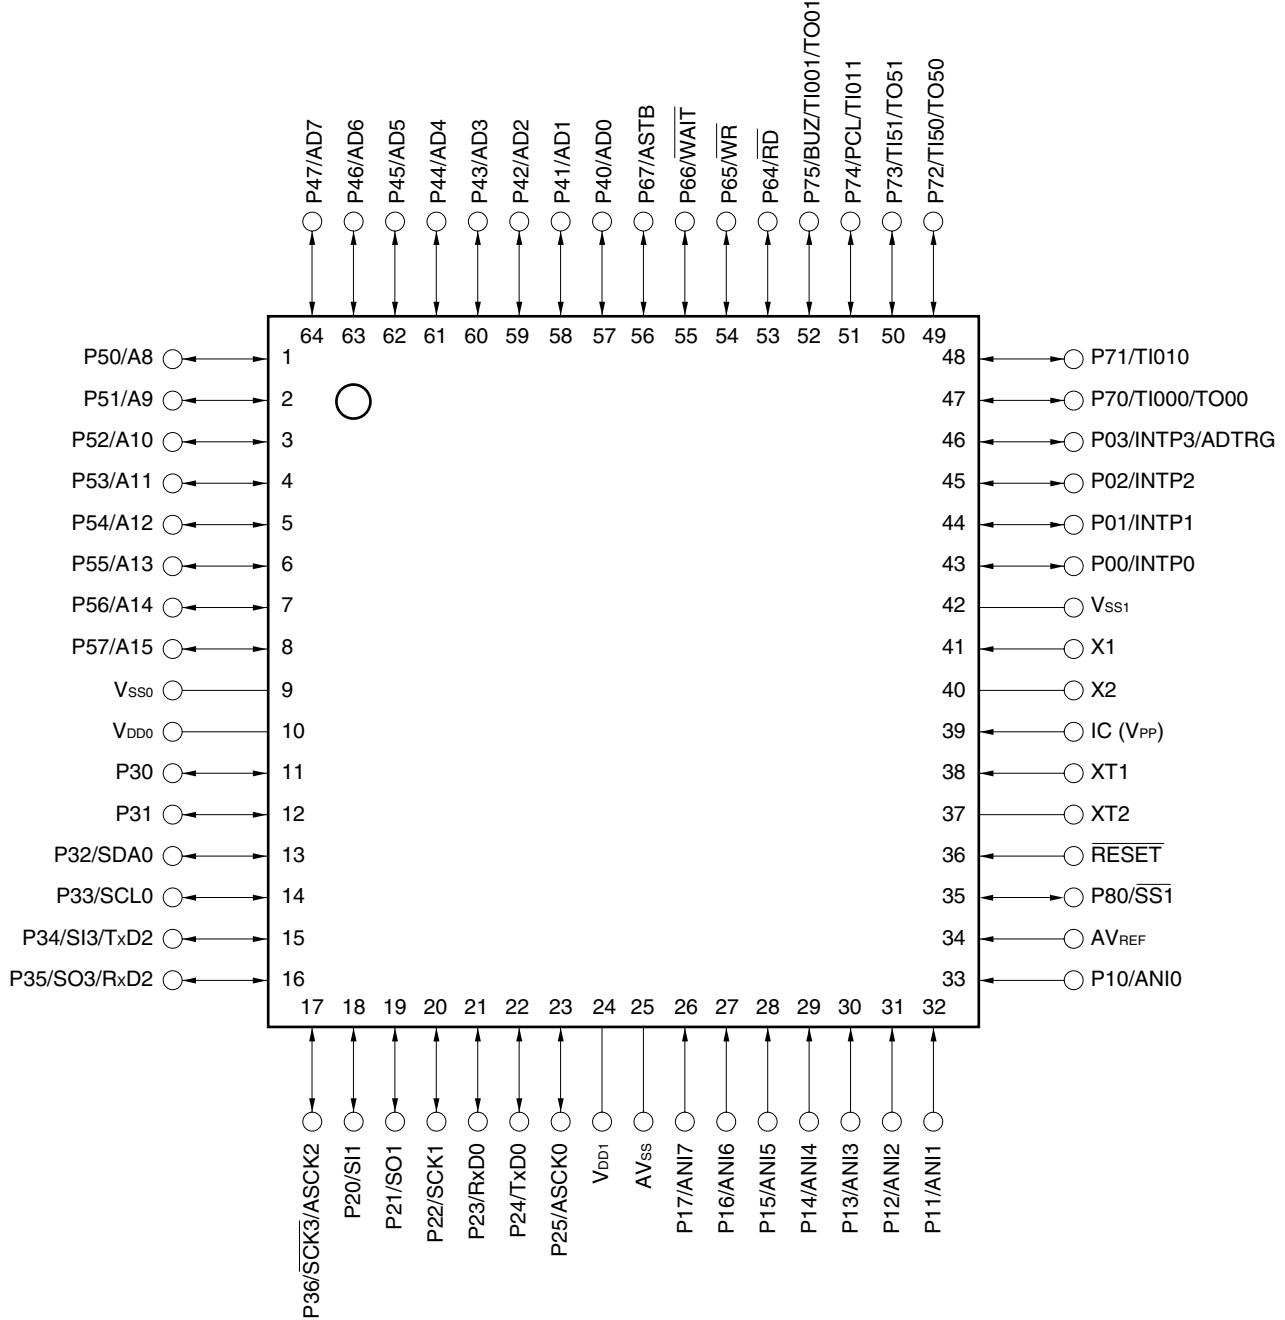 P47/AD7
P46/AD6
P45/AD5
P44/AD4
P43/AD3
P42/AD2
P41/AD1
P40/AD0
P67/ASTB
P66/WAIT
P65/WR
P64/RD
P75/BUZ/TI001/TO01
P74/PCL/TI011
P73/TI51/TO51
P72/TI50/TO50
64 63 62 61 60 59 58 57 56 55 54 53 52 51 50 49
P50/A8 1
P51/A9 2
P52/A10 3
P53/A11 4
P54/A12 5
P55/A13 6
P56/A14 7
P57/A15 8
VSS0 9
VDD0 10
P30 11
P31 12
P32/SDA0 13
P33/SCL0 14
P34/SI3/TxD2 15
P35/SO3/RxD2 16
48 P71/TI010
47 P70/TI000/TO00
46 P03/INTP3/ADTRG
45 P02/INTP2
44 P01/INTP1
43 P00/INTP0
42 VSS1
41 X1
40 X2
39 IC (VPP)
38 XT1
37 XT2
36 RESET
35 P80/SS1
34 AVREF
33 P10/ANI0
17 18 19 20 21 22 23 24 25 26 27 28 29 30 31 32
P36/SCK3/ASCK2
P20/SI1
P21/SO1
P22/SCK1
P23/RxD0
P24/TxD0
P25/ASCK0
VDD1
AVSS
P17/ANI7
P16/ANI6
P15/ANI5
P14/ANI4
P13/ANI3
P12/ANI2
P11/ANI1